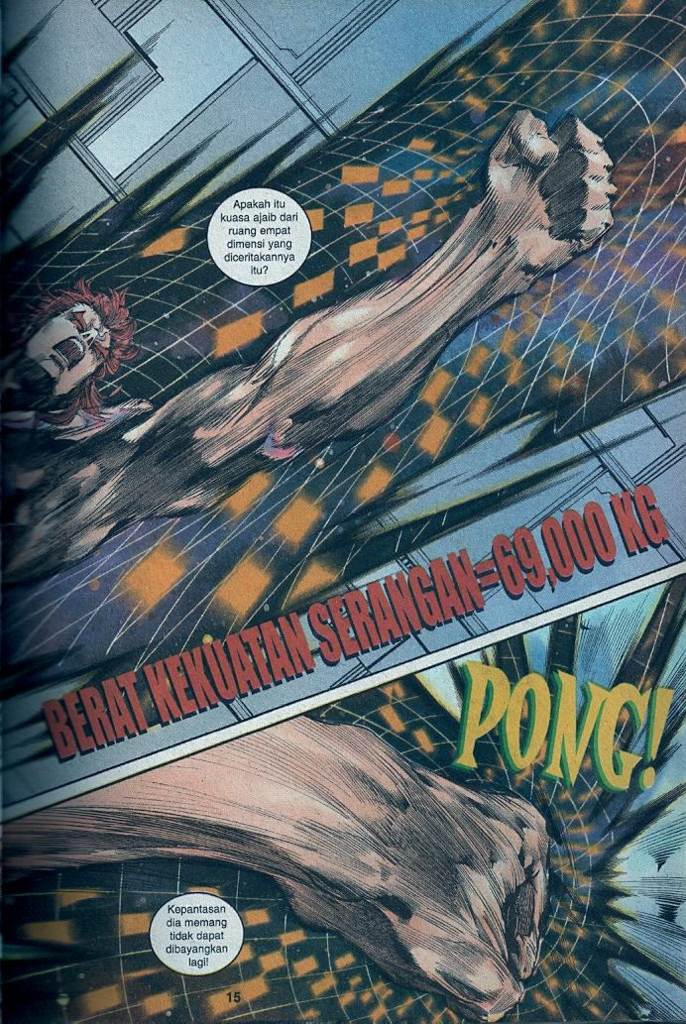 Apakah itu
kuasa ajaib dari
ruang empat
dimensi yang
diceritakannya
itu?
BERAT KEKUATAN SERANGAN=69,000 KG
PONG!
Kepantasan
dia memang
tidak dapat
dibayangkan
lagi!
15